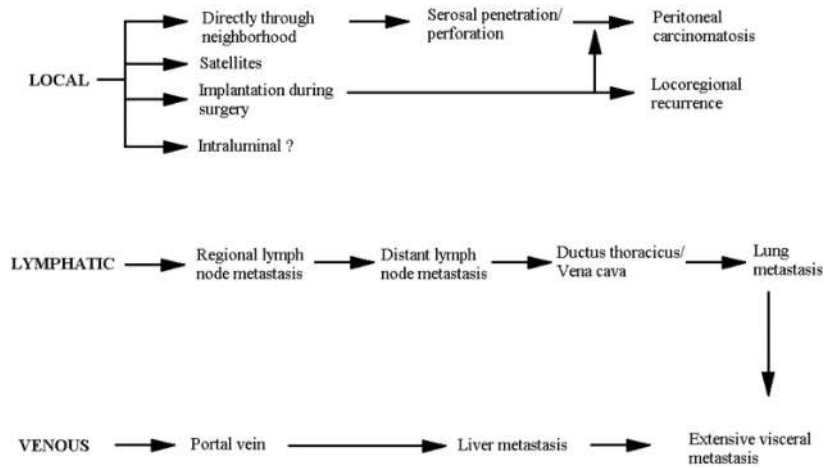 Directly through
neighborhood
Serosal penetration/
perforation
Peritoneal
carcinomatosis
Satellites
LOCAL
Implantation during
surgery
Locoregional
recurrence
Intraluminal ?
LYMPHATIC
Regional lymph
node metastasis
Distant lymph
node metastasis
Ductus thoracicus/
Vena cava
Lung
metastasis
VENOUS
Portal vein
Liver metastasis
Extensive visceral
metastasis